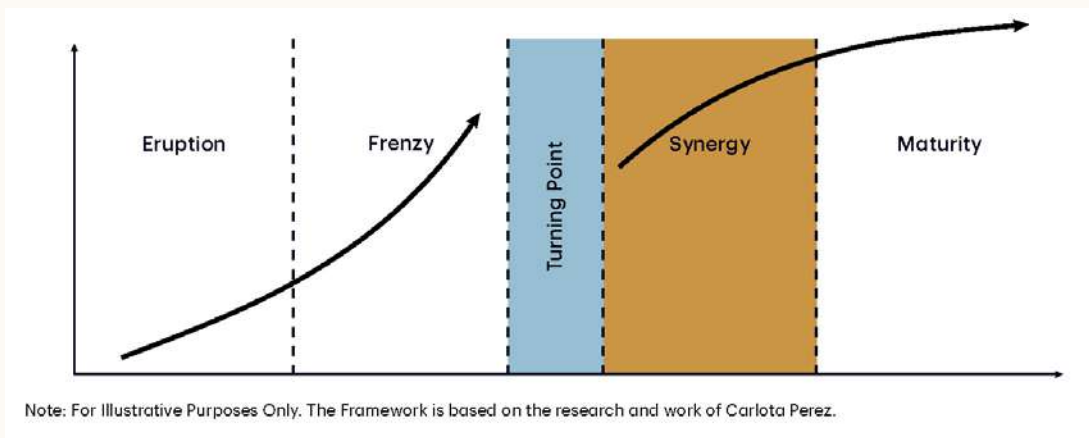 Eruption
Frenzy
Turning Point
Synergy
Maturity
Note: For Illustrative Purposes Only. The Framework is based on the research and work of Carlota Perez.